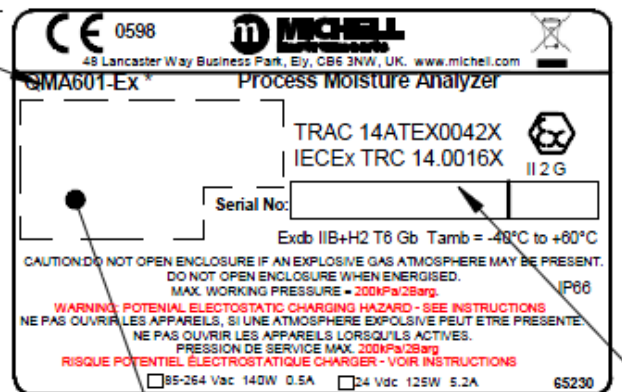 CE 0598
m MICHELL
Instruments
48 Lancaster Way Business Park, Ely, CB6 3NW, UK. www.michell.com
QMA601-Ex * Process Moisture Analyzer
TRAC 14ATEX0042X
IECEx TRC 14.0016X
Ex
II 2 G
Serial No:
Exdb IIB+H2 T6 Gb Tamb = -40°C to +60°C
CAUTION:DO NOT OPEN ENCLOSURE IF AN EXPLOSIVE GAS ATMOSPHERE MAY BE PRESENT.
DO NOT OPEN ENCLOSURE WHEN ENERGISED.
MAX. WORKING PRESSURE = 200kPa/2Barg.
IP66
WARNING: POTENIAL ELECTOSTATIC CHARGING HAZARD - SEE INSTRUCTIONS
NE PAS OUVRIR LES APPAREILS, SI UNE ATMOSPHERE EXPOLSIVE PEUT ETRE PRESENTE.
NE PAS OUVRIR LES APPAREILS LORSQU'ILS ACTIVES.
PRESSION DE SERVICE MAX. 200kPa/2Barg
RISQUE POTENTIEL ÉLECTROSTATIQUE CHARGER - VOIR INSTRUCTIONS
85-264 Vac 140W 0.5A 24 Vdc 125W 5.2A 65230